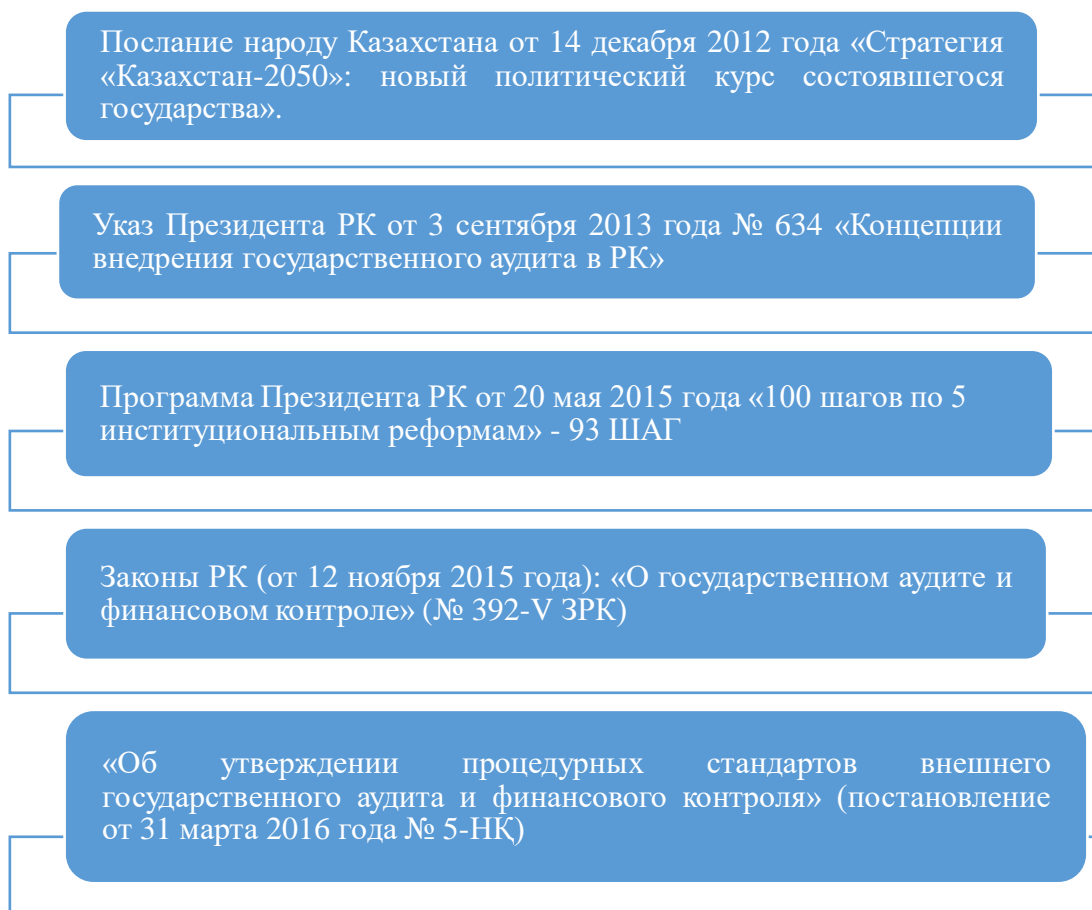 Послание народу Казахстана от 14 декабря 2012 года «Стратегия
«Казахстан-2050»: новый политический курс состоявшегося
государства».
Указ Президента РК от 3 сентября 2013 года № 634 «Концепции
внедрения государственного аудита в РК»
Программа Президента РК от 20 мая 2015 года «100 шагов по 5
институциональным реформам» - 93 ШАГ
Законы РК (от 12 ноября 2015 года): «О государственном аудите и
финансовом контроле» (№ 392-V ЗРК)
«Об утверждении процедурных стандартов внешнего
государственного аудита и финансового контроля» (постановление
от 31 марта 2016 года № 5-НҚ)